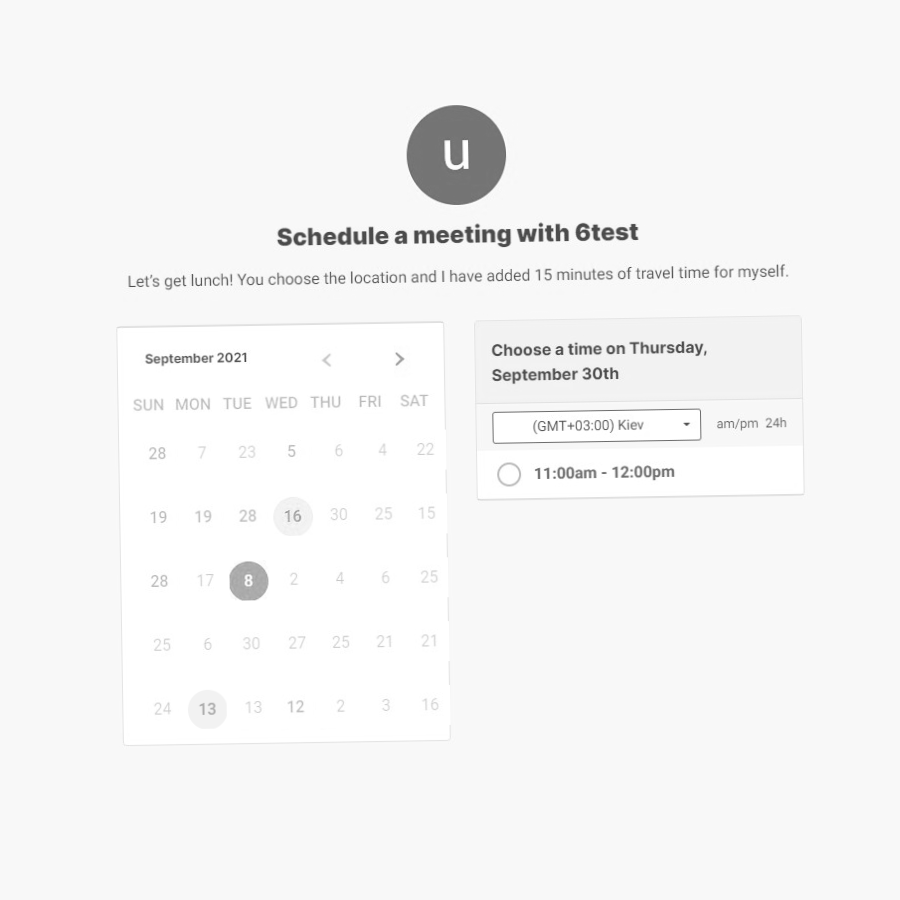 u
Schedule a meeting with 6test
Let's get lunch! You choose the location and I have added 15 minutes of travel time for myself.
September 2021
SUN MON TUE WED THU FRI SAT
28 7 23 5 6 4 22
19 19 28 16 30 25 15
28 17 8 2 4 6 25
25 6 30 27 25 21 21
24 13 13 12 2 3 16
Choose a time on Thursday,
September 30th
(GMT+03:00) Kiev am/pm 24h
11:00am - 12:00pm